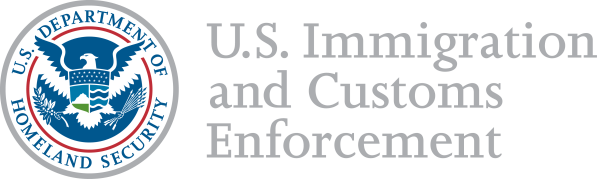 U.S. DEPARTMENT OF
HOMELAND SECURITY
U.S. Immigration
and Customs
Enforcement